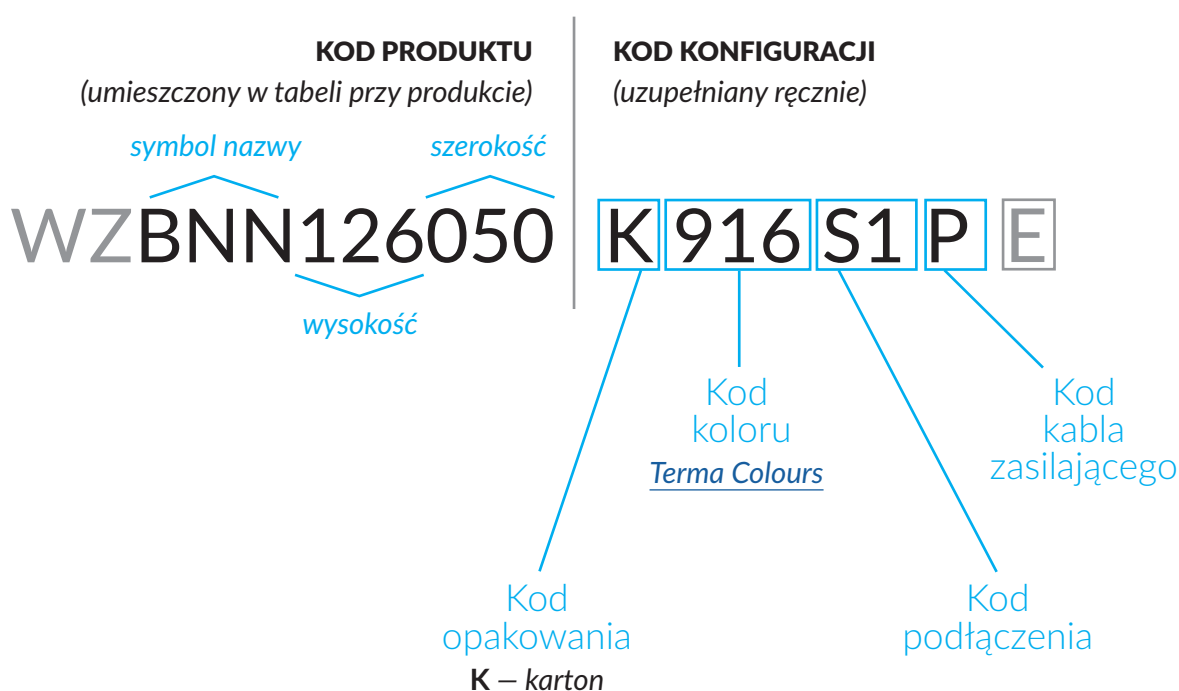 KOD PRODUKTU
(umieszczony w tabeli przy produkcie)
KOD KONFIGURACJI
(uzupełniany ręcznie)
symbol nazwy
szerokość
WZBNN126050
K 916 S1 P E
wysokość
Kod
koloru
Terma Colours
Kod
kabla
zasilającego
Kod
opakowania
K – karton
Kod
podłączenia